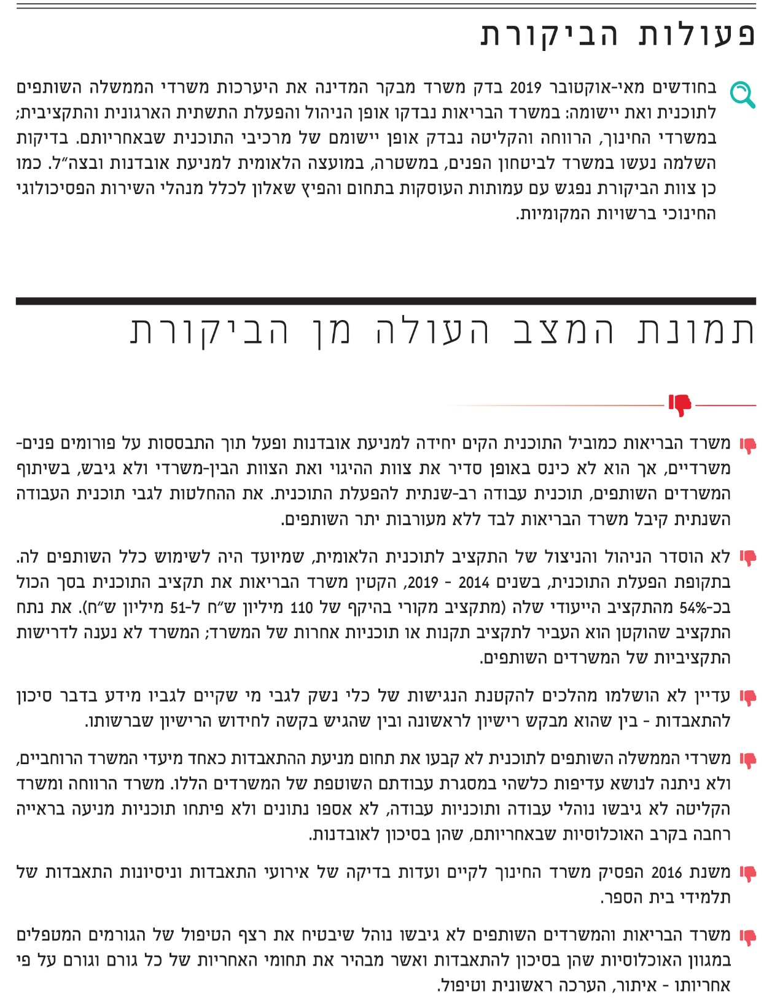 פעולות הביקורת
בחודשים מאי-אוקטובר 2019 בדק משרד מבקר המדינה את היערכות משרדי הממשלה השותפים
לתוכנית ואת יישומה: במשרד הבריאות נבדקו אופן הניהול והפעלת התשתית הארגונית והתקציבית;
במשרדי החינוך, הרווחה והקליטה נבדק אופן יישומם של מרכיבי התוכנית שבאחריותם. בדיקות
השלמה נעשו במשרד לביטחון הפנים, במשטרה, במועצה הלאומית למניעת אובדנות ובצה״ל. כמו
כן צוות הביקורת נפגש עם עמותות העוסקות בתחום והפיץ שאלון לכלל מנהלי השירות הפסיכולוגי
החינוכי ברשויות המקומיות.
תמונת המצב העולה מן הביקורת
משרד הבריאות כמוביל התוכנית הקים יחידה למניעת אובדנות ופעל תוך התבססות על פורומים פנים-
משרדיים, אך הוא לא כינס באופן סדיר את צוות ההיגוי ואת הצוות הבין-משרדי ולא גיבש, בשיתוף
המשרדים השותפים, תוכנית עבודה רב-שנתית להפעלת התוכנית. את ההחלטות לגבי תוכנית העבודה
השנתית קיבל משרד הבריאות לבד ללא מעורבות יתר השותפים.
לא הוסדר הניהול והניצול של התקציב לתוכנית הלאומית, שמיועד היה לשימוש כלל השותפים לה.
בתקופת הפעלת התוכנית, בשנים 2014 - 2019, הקטין משרד הבריאות את תקציב התוכנית בסך הכול
בכ-54% מהתקציב הייעודי שלה (מתקציב מקורי בהיקף של 110 מיליון ש״ח ל-51 מיליון ש״ח). את נתח
התקציב שהוקטן הוא העביר לתקציב תקנות או תוכניות אחרות של המשרד; המשרד לא נענה לדרישות
התקציביות של המשרדים השותפים.
עדיין לא הושלמו מהלכים להקטנת הנגישות של כלי נשק לגבי מי שקיים לגביו מידע בדבר סיכון
להתאבדות - בין שהוא מבקש רישיון לראשונה ובין שהגיש בקשה לחידוש הרישיון שברשותו.
משרדי הממשלה השותפים לתוכנית לא קבעו את תחום מניעת ההתאבדות כאחד מיעדי המשרד הרוחביים,
ולא ניתנה לנושא עדיפות כלשהי במסגרת עבודתם השוטפת של המשרדים הללו. משרד הרווחה ומשרד
הקליטה לא גיבשו נוהלי עבודה ותוכניות עבודה, לא אספו נתונים ולא פיתחו תוכניות מניעה בראייה
רחבה בקרב האוכלוסיות שבאחריותם, שהן בסיכון לאובדנות.
משנת 2016 הפסיק משרד החינוך לקיים ועדות בדיקה של אירועי התאבדות וניסיונות התאבדות של
תלמידי בית הספר.
משרד הבריאות והמשרדים השותפים לא גיבשו נוהל שיבטיח את רצף הטיפול של הגורמים המטפלים
במגוון האוכלוסיות שהן בסיכון להתאבדות ואשר מבהיר את תחומי האחריות של כל גורם וגורם על פי
אחריותו - איתור, הערכה ראשונית וטיפול.